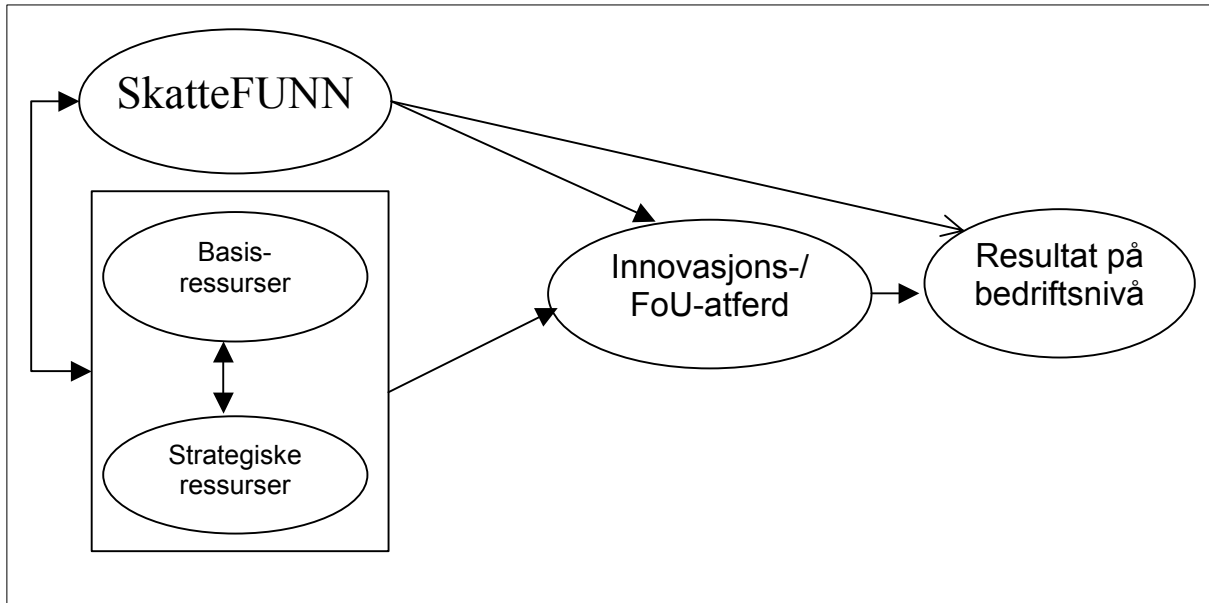 SkatteFUNN
Basis-
ressurser
Strategiske
ressurser
Innovasjons-/
FoU-atferd
Resultat på
bedriftsnivå